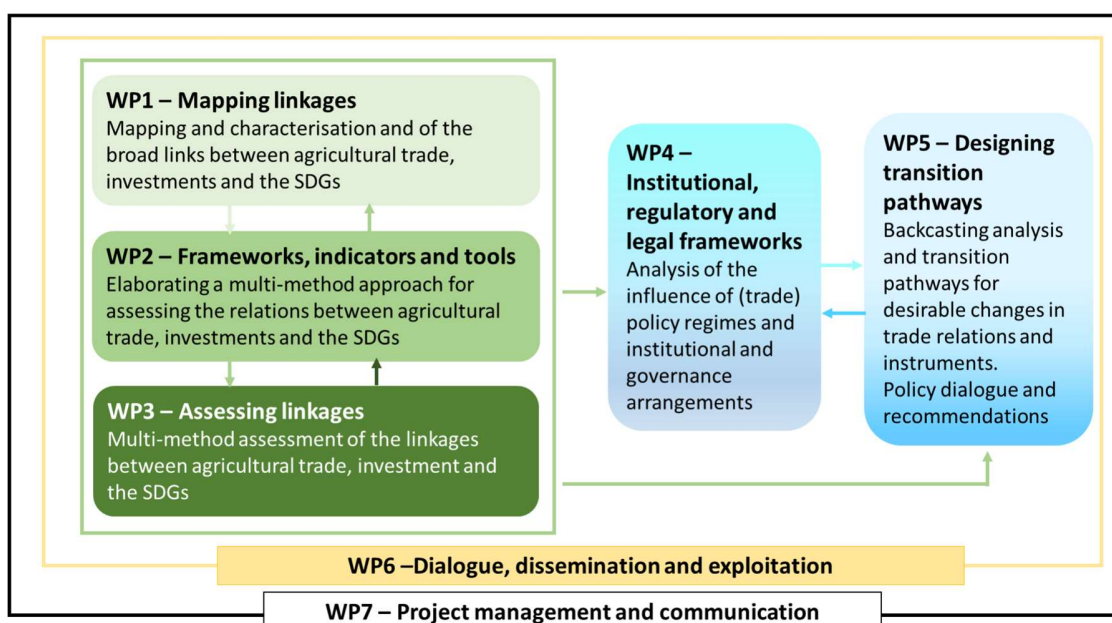 WP1 – Mapping linkages
Mapping and characterisation and of the
broad links between agricultural trade,
investments and the SDGs
WP2 – Frameworks, indicators and tools
Elaborating a multi-method approach for
assessing the relations between agricultural
trade, investments and the SDGs
WP3 – Assessing linkages
Multi-method assessment of the linkages
between agricultural trade, investment and
the SDGs
WP4 –
Institutional,
regulatory and
legal frameworks
Analysis of the
influence of (trade)
policy regimes and
institutional and
governance
arrangements
WP5 – Designing
transition
pathways
Backcasting analysis
and transition
pathways for
desirable changes in
trade relations and
instruments.
Policy dialogue and
recommendations
WP6 –Dialogue, dissemination and exploitation
WP7 – Project management and communication